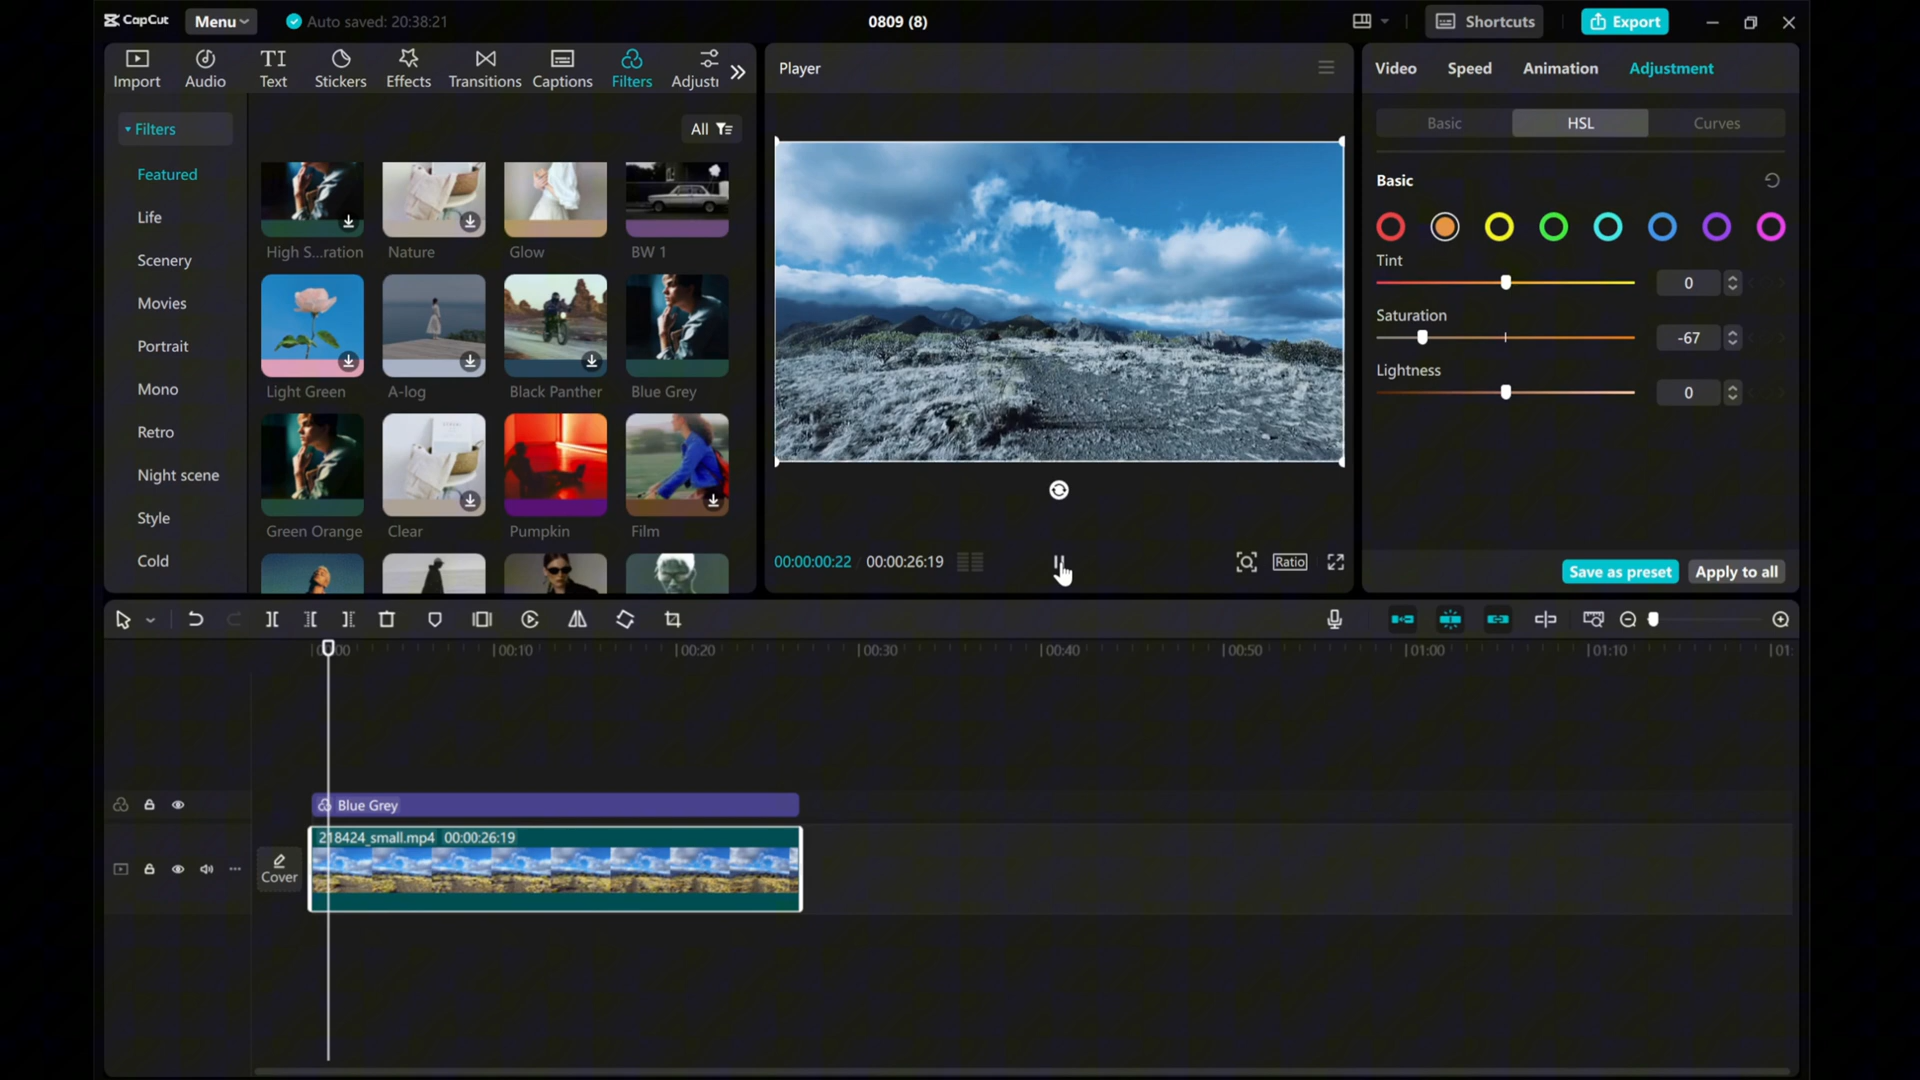 CapCut Menu Auto saved: 20:38:21 0809 (8) Shortcuts Export
Import Audio Text Stickers Effects Transitions Captions Filters Adjustr
Player
Video Speed Animation Adjustment
Filters
All
Basic HSL Curves
Featured
Life
Scenery
Movies
Portrait
Mono
Retro
Night scene
Style
Cold
High S...ration Nature Glow BW 1
Light Green A-log Black Panther Blue Grey
Green Orange Clear Pumpkin Film
00:00:00:22 00:00:26:19 Ratio
Basic
Tint
0
Saturation
-67
Lightness
0
Save as preset Apply to all
00:10 00:20 00:30 00:40 00:50 01:00 01:10 01:
Blue Grey
218424_small.mp4 00:00:26:19
Cover